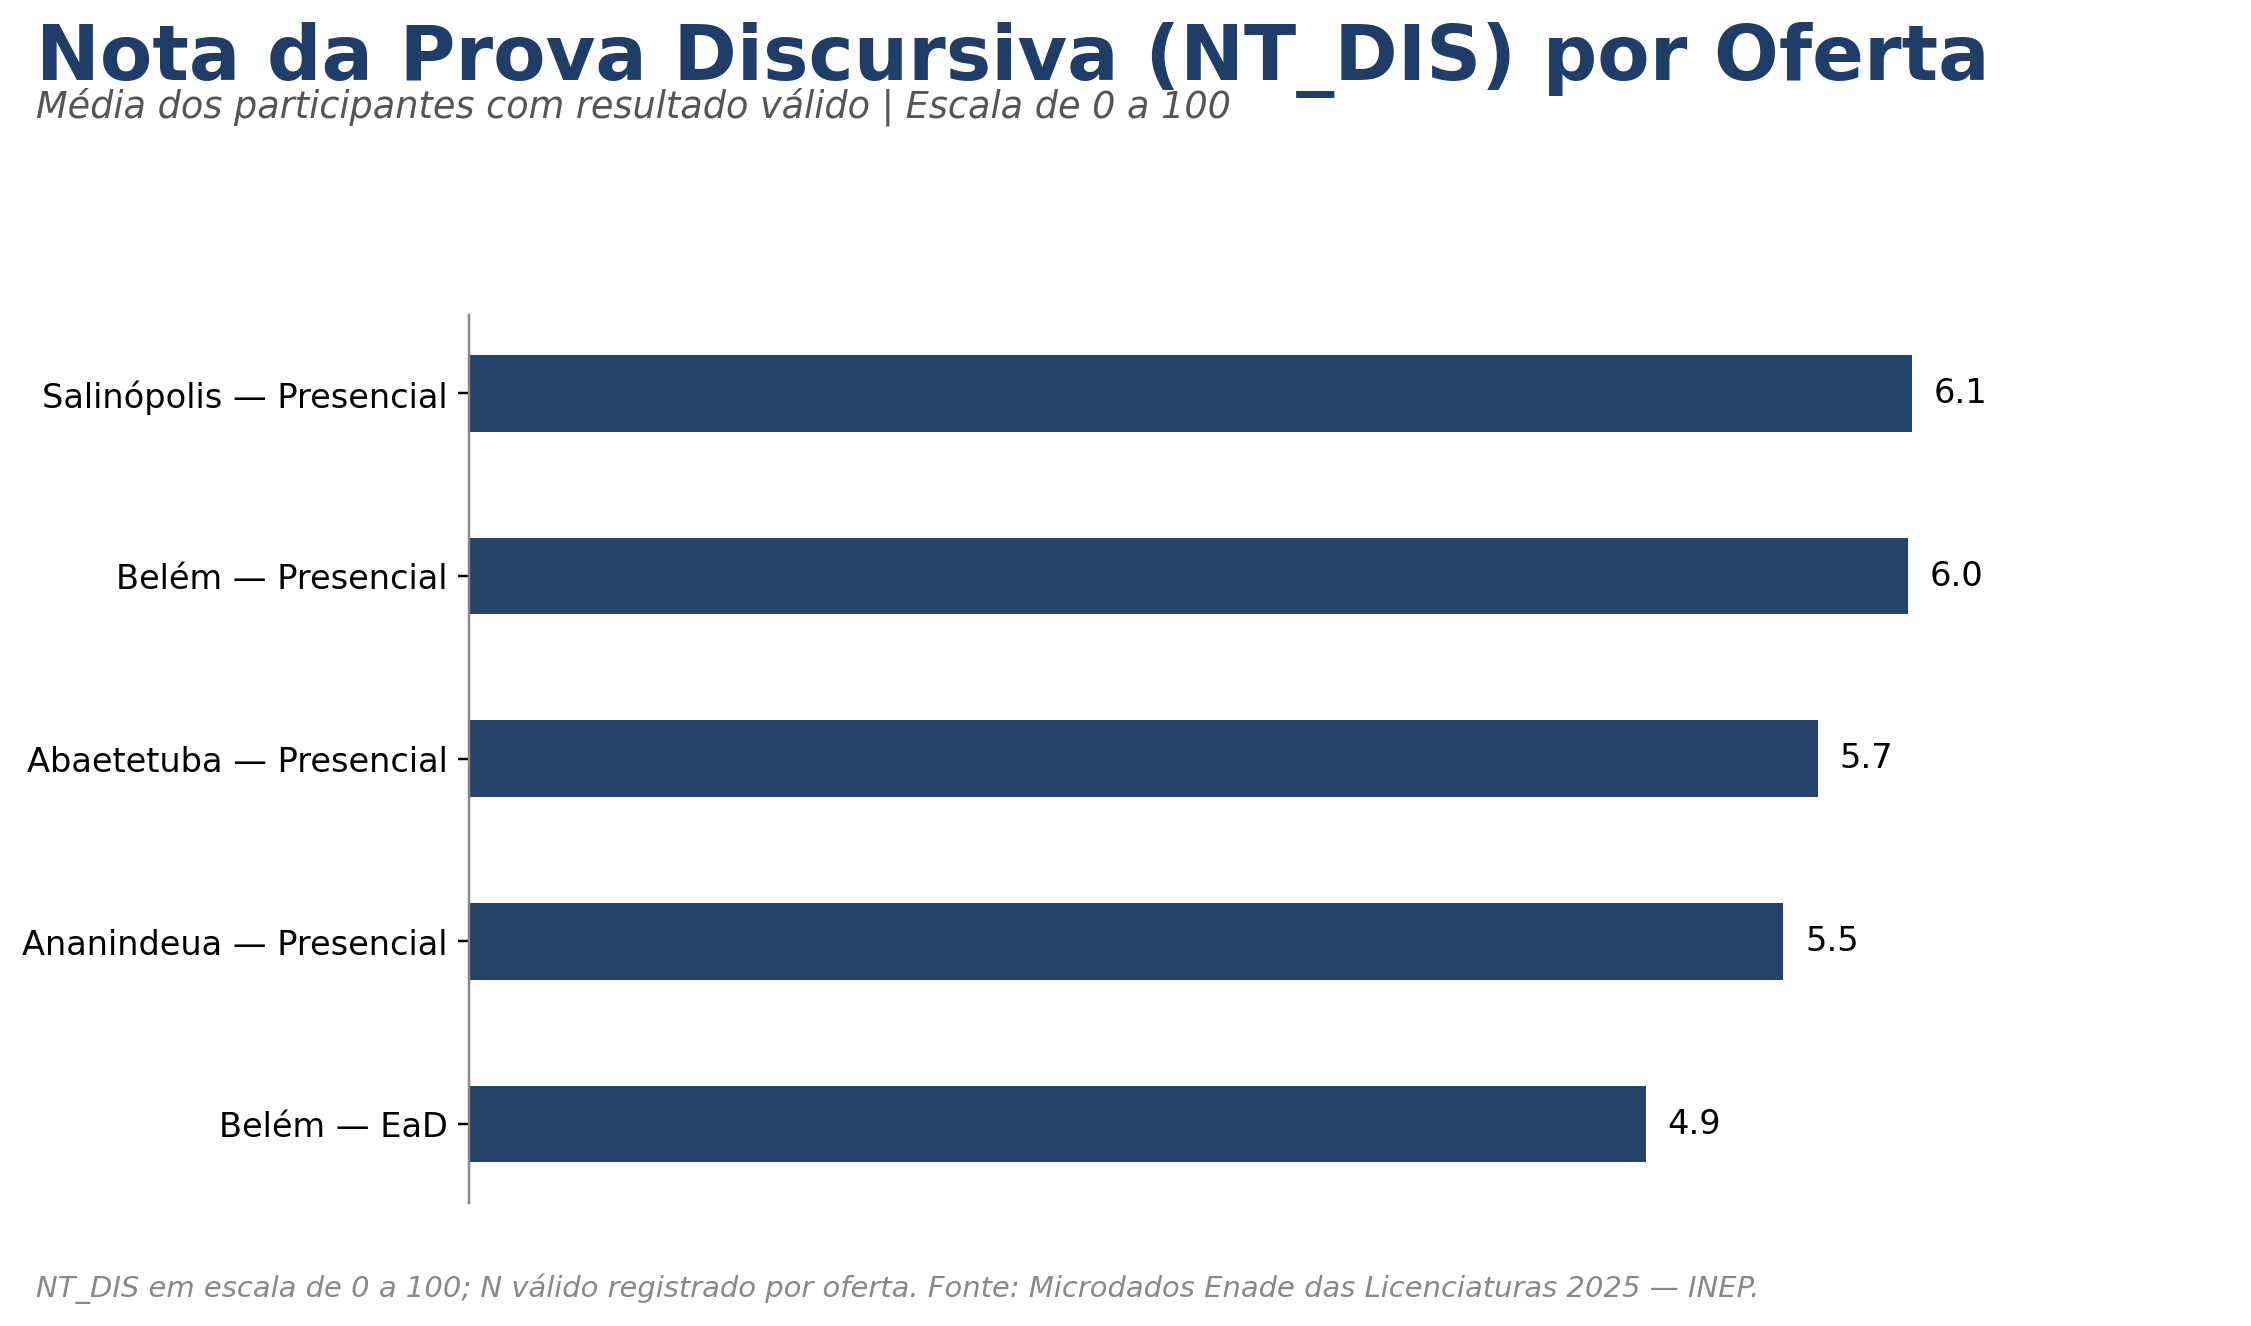 Nota da Prova Discursiva (NT_DIS) por Oferta
Média dos participantes com resultado válido | Escala de 0 a 100
Salinópolis — Presencial 6.1
Belém — Presencial 6.0
Abaetetuba — Presencial 5.7
Ananindeua — Presencial 5.5
Belém — EaD 4.9
NT_DIS em escala de 0 a 100; N válido registrado por oferta. Fonte: Microdados Enade das Licenciaturas 2025 — INEP.